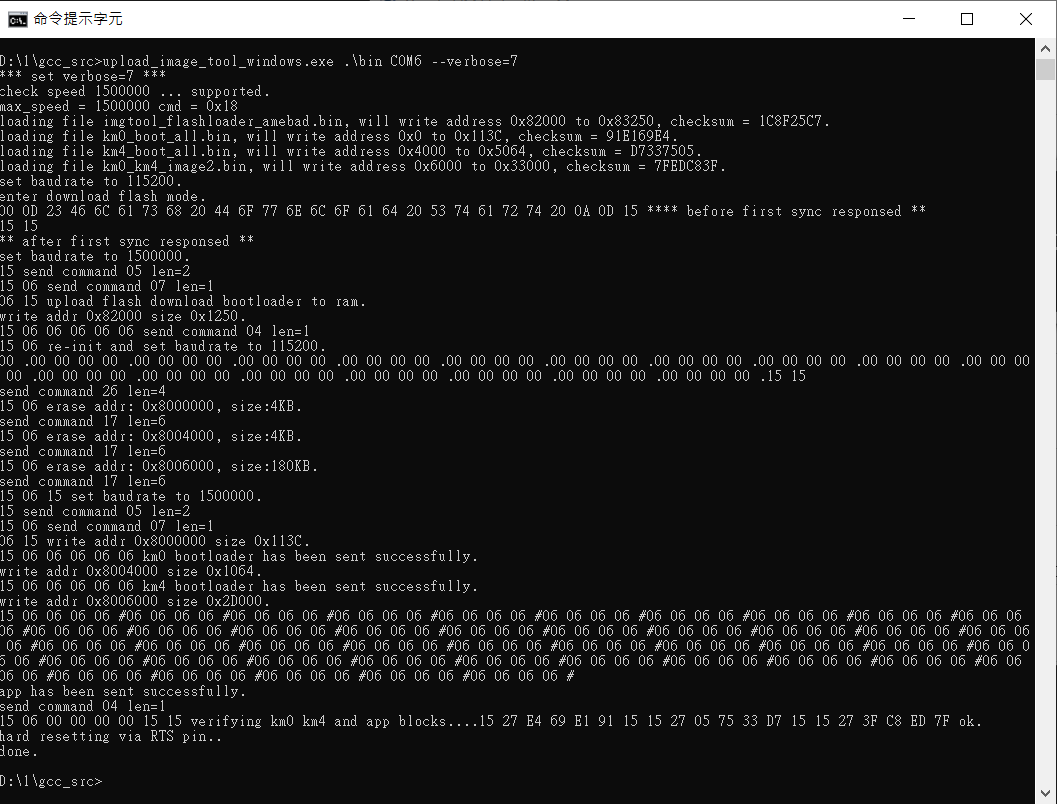 命令提示字元
D:\1\gcc_src>upload_image_tool_windows.exe .\bin COM6 --verbose=7
*** set verbose=7 ***
check speed 1500000 ... supported.
max_speed = 1500000 cmd = 0x18
loading file imgtool_flashloader_amebad.bin, will write address 0x82000 to 0x83250, checksum = 1C8F25C7.
loading file km0_boot_all.bin, will write address 0x0 to 0x113C, checksum = 91E169E4.
loading file km4_boot_all.bin, will write address 0x4000 to 0x5064, checksum = D7337505.
loading file km0_km4_image2.bin, will write address 0x6000 to 0x33000, checksum = 7FEDC83F.
set baudrate to 115200.
enter download flash mode.
00 0D 23 46 6C 61 73 68 20 44 6F 77 6E 6C 6F 61 64 20 53 74 61 72 74 20 0A 0D 15 **** before first sync responsed **
15 15
** after first sync responsed **
set baudrate to 1500000.
15 send command 05 len=2
15 06 send command 07 len=1
06 15 upload flash download bootloader to ram.
write addr 0x82000 size 0x1250.
15 06 06 06 06 06 send command 04 len=1
15 06 re-init and set baudrate to 115200.
00 .00 00 00 00 .00 00 00 00 .00 00 00 00 .00 00 00 00 .00 00 00 00 .00 00 00 00 .00 00 00 00 .00 00 00 00 .00 00 00 00 .00 00 00
 00 .00 00 00 00 .00 00 00 00 .00 00 00 00 .00 00 00 00 .00 00 00 00 .00 00 00 00 .00 00 00 00 .15 15
send command 26 len=4
15 06 erase addr: 0x8000000, size:4KB.
send command 17 len=6
15 06 erase addr: 0x8004000, size:4KB.
send command 17 len=6
15 06 erase addr: 0x8006000, size:180KB.
send command 17 len=6
15 06 15 set baudrate to 1500000.
15 send command 05 len=2
15 06 send command 07 len=1
06 15 write addr 0x8000000 size 0x113C.
15 06 06 06 06 06 km0 bootloader has been sent successfully.
write addr 0x8004000 size 0x1064.
15 06 06 06 06 06 km4 bootloader has been sent successfully.
write addr 0x8006000 size 0x2D000.
15 06 06 06 06 #06 06 06 06 #06 06 06 06 #06 06 06 06 #06 06 06 06 #06 06 06 06 #06 06 06 06 #06 06 06 06 #06 06 06 06 #06 06 06
06 #06 06 06 06 #06 06 06 06 #06 06 06 06 #06 06 06 06 #06 06 06 06 #06 06 06 06 #06 06 06 06 #06 06 06 06 #06 06 06 06 #06 06 06
 06 #06 06 06 06 #06 06 06 06 #06 06 06 06 #06 06 06 06 #06 06 06 06 #06 06 06 06 #06 06 06 06 #06 06 06 06 #06 06 06 06 #06 06 0
6 06 #06 06 06 06 #06 06 06 06 #06 06 06 06 #06 06 06 06 #06 06 06 06 #06 06 06 06 #06 06 06 06 #06 06 06 06 #06 06 06 06 #06 06
06 06 #06 06 06 06 #06 06 06 06 #06 06 06 06 #06 06 06 06 #06 06 06 06 #
app has been sent successfully.
send command 04 len=1
15 06 00 00 00 00 15 15 verifying km0 km4 and app blocks....15 27 E4 69 E1 91 15 15 27 05 75 33 D7 15 15 27 3F C8 ED 7F ok.
hard resetting via RTS pin..
done.
D:\1\gcc_src>